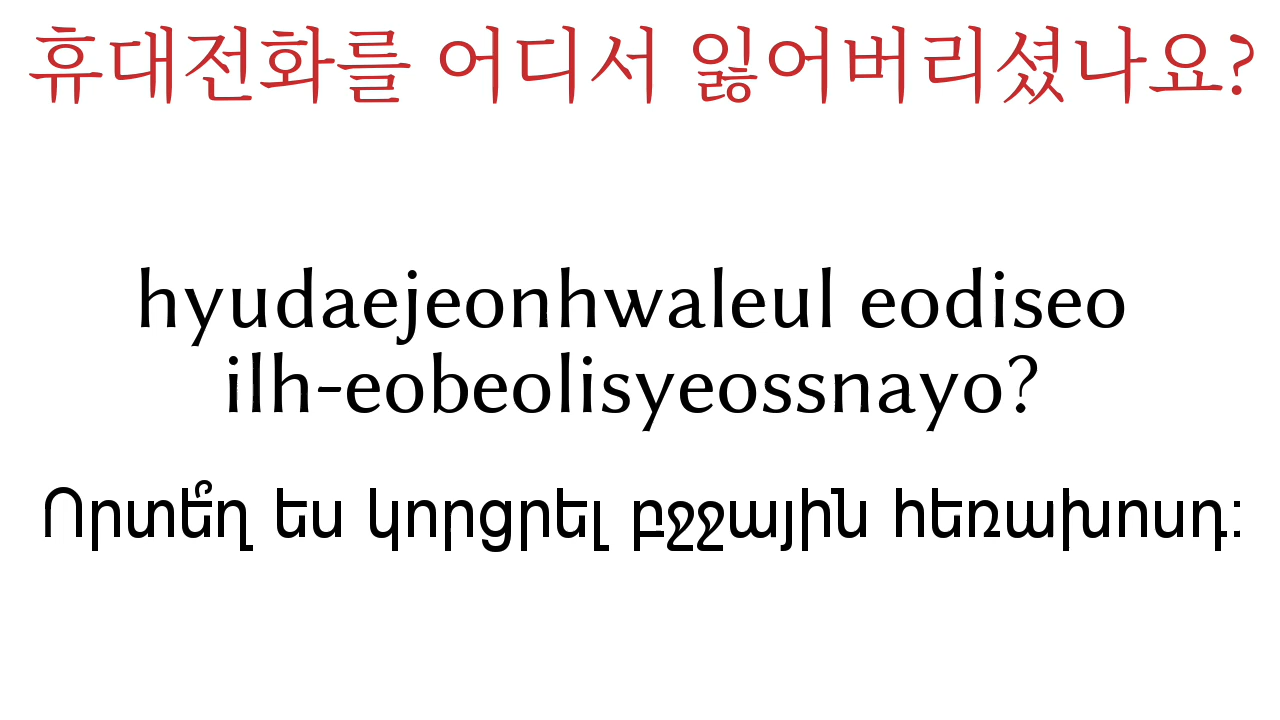 휴대전화를 어디서 잃어버리셨나요?
hyudaejeonhwaleul eodiseo
ilh-eobeolisyeossnayo?
Որտե՞ղ ես կորցրել բջջային հեռախոսդ։